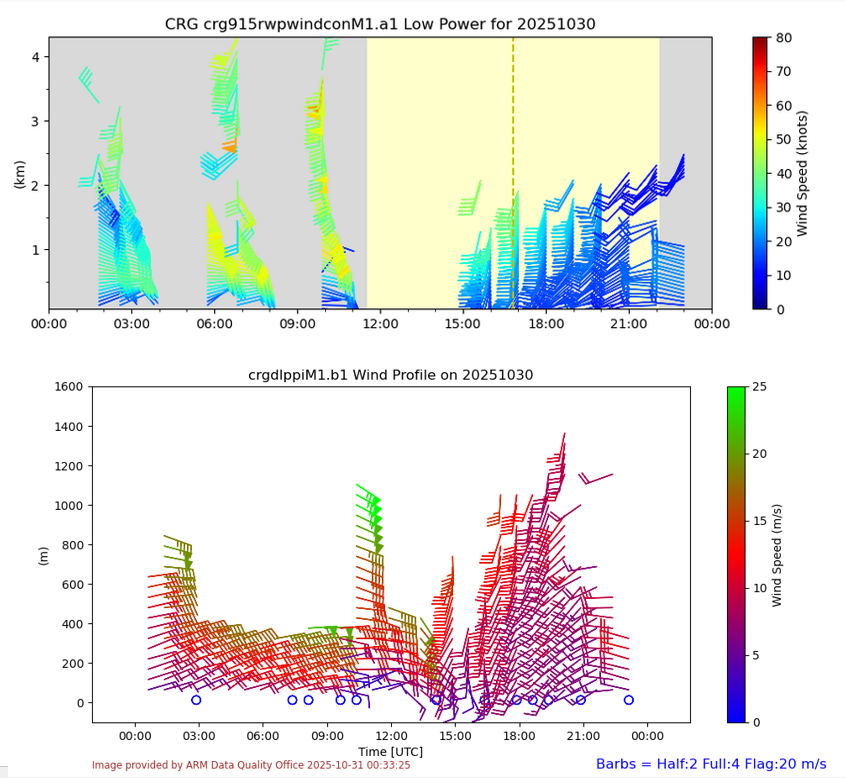 CRG crg915rwpwindconM1.a1 Low Power for 20251030
4
3
2
1
(km)
00:00 03:00 06:00 09:00 12:00 15:00 18:00 21:00 00:00
80
70
60
50
40
30
20
10
0
Wind Speed (knots)
crgdlppiM1.b1 Wind Profile on 20251030
1600
1400
1200
1000
800
600
400
200
0
(m)
00:00 03:00 06:00 09:00 12:00 15:00 18:00 21:00 00:00
Time [UTC]
25
20
15
10
5
0
Wind Speed (m/s)
Image provided by ARM Data Quality Office 2025-10-31 00:33:25
Barbs = Half:2 Full:4 Flag:20 m/s